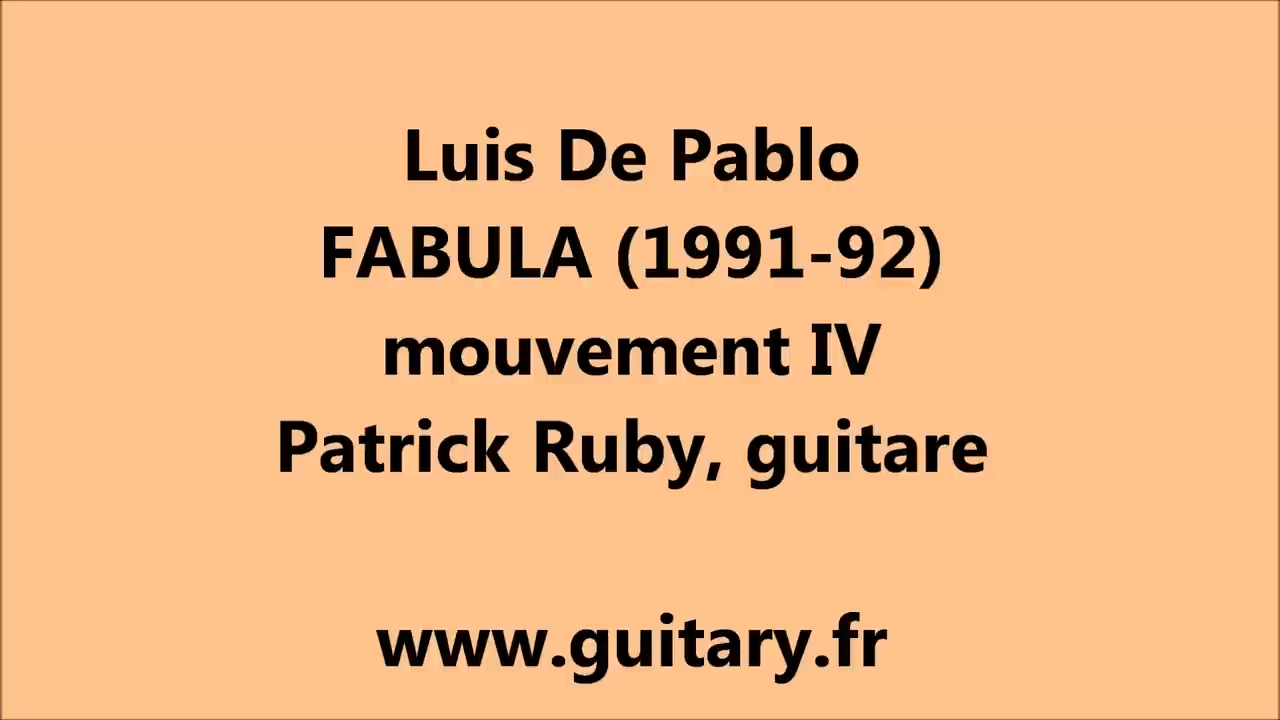 Luis De Pablo
FABULA (1991-92)
mouvement IV
Patrick Ruby, guitare
www.guitary.fr